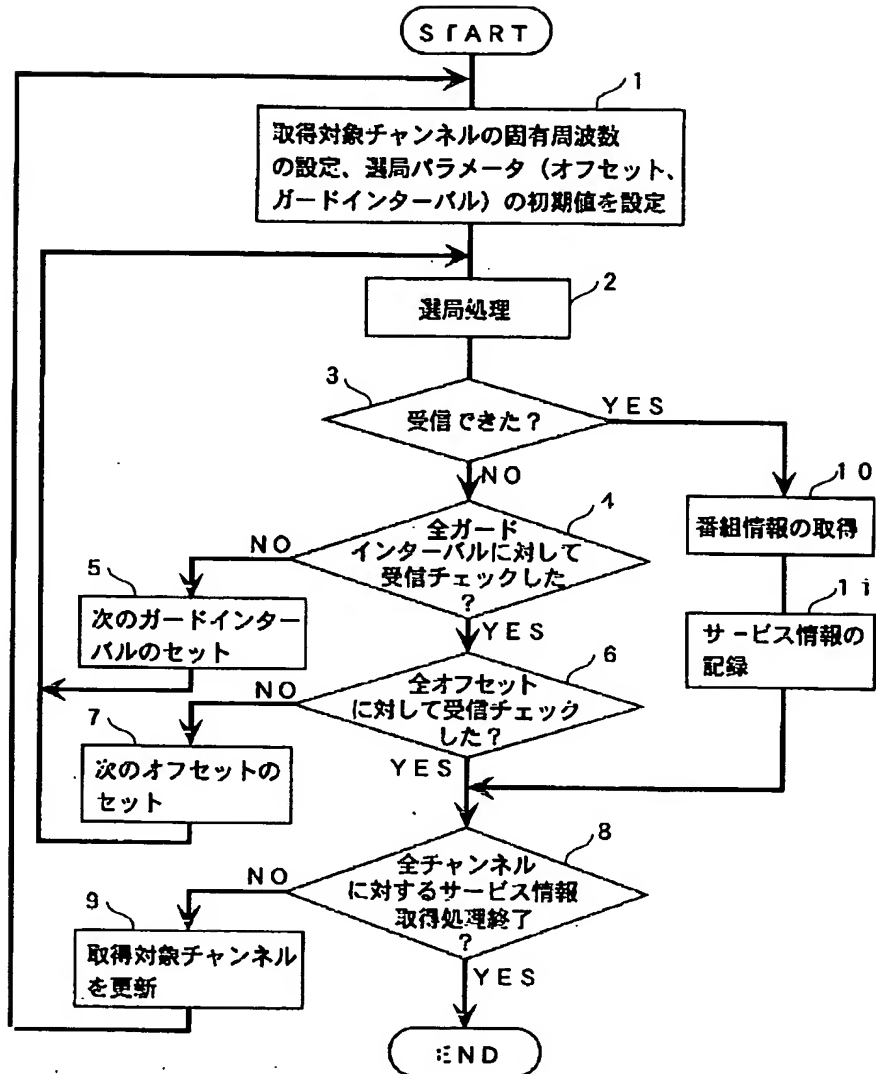 START
1
取得対象チャンネルの固有周波数
の設定、選局パラメータ（オフセット、
ガードインターバル）の初期値を設定
2
選局処理
3
受信できた？
YES
NO
10
番組情報の取得
11
サービス情報の
記録
4
全ガード
インターバルに対して
受信チェックした
？
NO
5
次のガードインター
バルのセット
YES
6
全オフセット
に対して受信チェック
した？
NO
7
次のオフセットの
セット
YES
8
全チャンネル
に対するサービス情報
取得処理終了
？
NO
9
取得対象チャンネル
を更新
YES
END